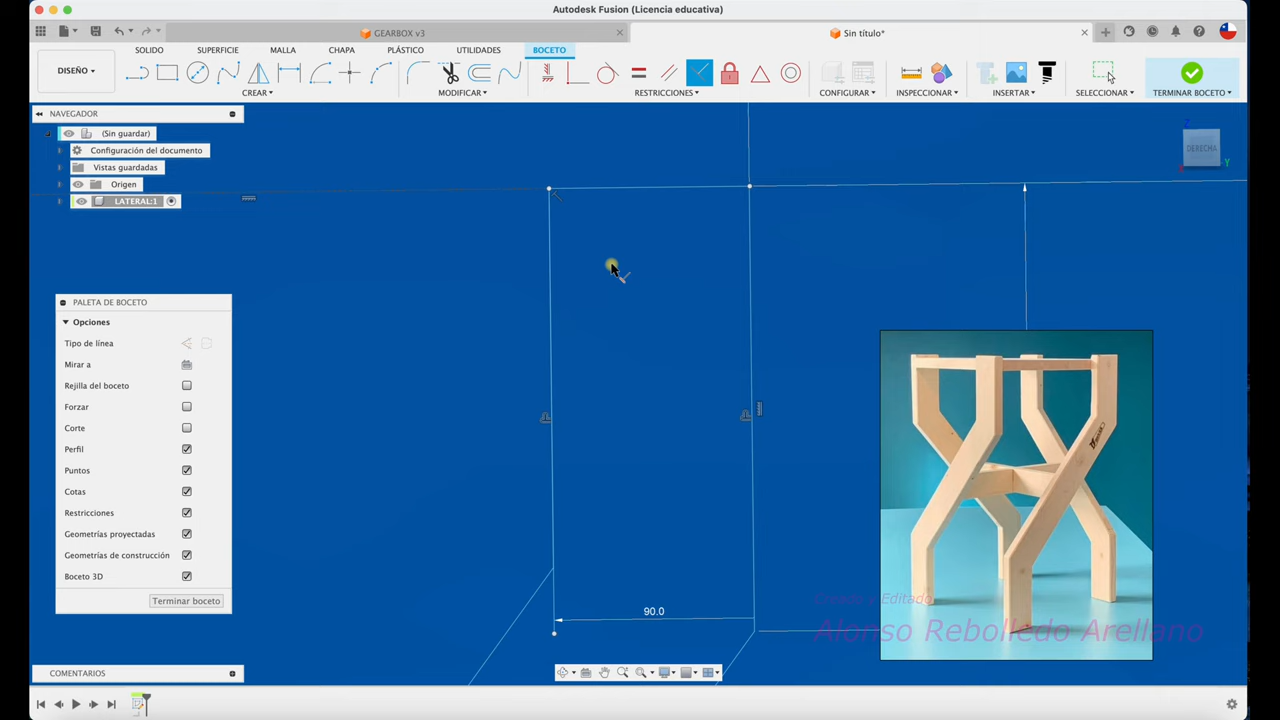 Autodesk Fusion (Licencia educativa)
GEARBOX v3
Sin título*
DISEÑO
SOLIDO
SUPERFICIE
MALLA
CHAPA
PLÁSTICO
UTILIDADES
BOCETO
CREAR
MODIFICAR
RESTRICCIONES
CONFIGURAR
INSPECCIONAR
INSERTAR
SELECCIONAR
TERMINAR BOCETO
NAVEGADOR
(Sin guardar)
Configuración del documento
Vistas guardadas
Origen
LATERAL:1
Z
DERECHA
Y
X
PALETA DE BOCETO
Opciones
Tipo de línea
Mirar a
Rejilla del boceto
Forzar
Corte
Perfil
Puntos
Cotas
Restricciones
Geometrías proyectadas
Geometrías de construcción
Boceto 3D
Terminar boceto
90.0
Creado y Editado
Alonso Rebolledo Arellano
COMENTARIOS